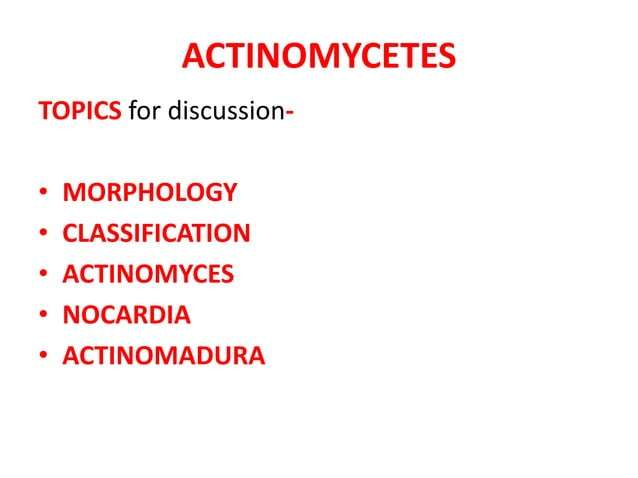 ACTINOMYCETES
TOPICS for discussion-
• MORPHOLOGY
• CLASSIFICATION
• ACTINOMYCES
• NOCARDIA
• ACTINOMADURA